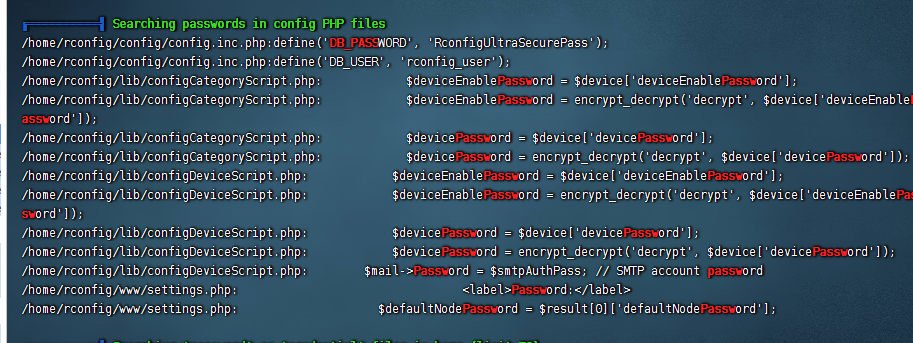 Searching passwords in config PHP files
/home/rconfig/config/config.inc.php:define('DB_PASSWORD', 'RconfigUltraSecurePass');
/home/rconfig/config/config.inc.php:define('DB_USER', 'rconfig_user');
/home/rconfig/lib/configCategoryScript.php: $deviceEnablePassword = $device['deviceEnablePassword'];
/home/rconfig/lib/configCategoryScript.php: $deviceEnablePassword = encrypt_decrypt('decrypt', $device['deviceEnableP
assword']);
/home/rconfig/lib/configCategoryScript.php: $devicePassword = $device['devicePassword'];
/home/rconfig/lib/configCategoryScript.php: $devicePassword = encrypt_decrypt('decrypt', $device['devicePassword']);
/home/rconfig/lib/configDeviceScript.php: $deviceEnablePassword = $device['deviceEnablePassword'];
/home/rconfig/lib/configDeviceScript.php: $deviceEnablePassword = encrypt_decrypt('decrypt', $device['deviceEnablePas
sword']);
/home/rconfig/lib/configDeviceScript.php: $devicePassword = $device['devicePassword'];
/home/rconfig/lib/configDeviceScript.php: $devicePassword = encrypt_decrypt('decrypt', $device['devicePassword']);
/home/rconfig/lib/configDeviceScript.php: $mail->Password = $smtpAuthPass; // SMTP account password
/home/rconfig/www/settings.php: <label>Password:</label>
/home/rconfig/www/settings.php: $defaultNodePassword = $result[0]['defaultNodePassword'];